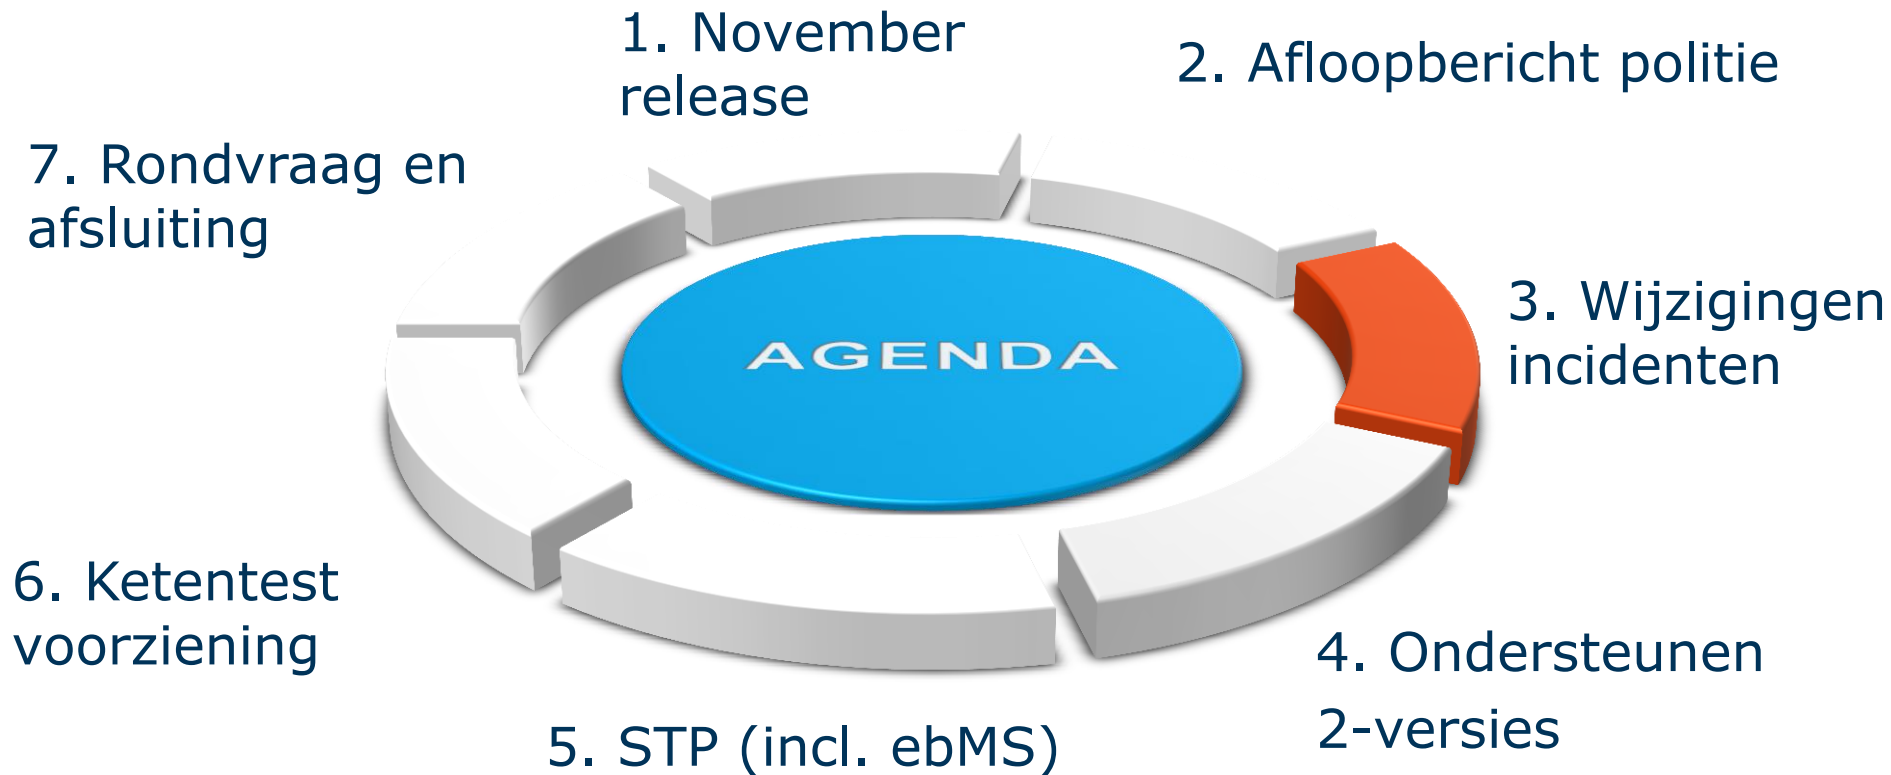 1. November
release
2. Afloopbericht politie
3. Wijzigingen
incidenten
4. Ondersteunen
2-versies
5. STP (incl. ebMS)
6. Ketentest
voorziening
7. Rondvraag en
afsluiting
AGENDA